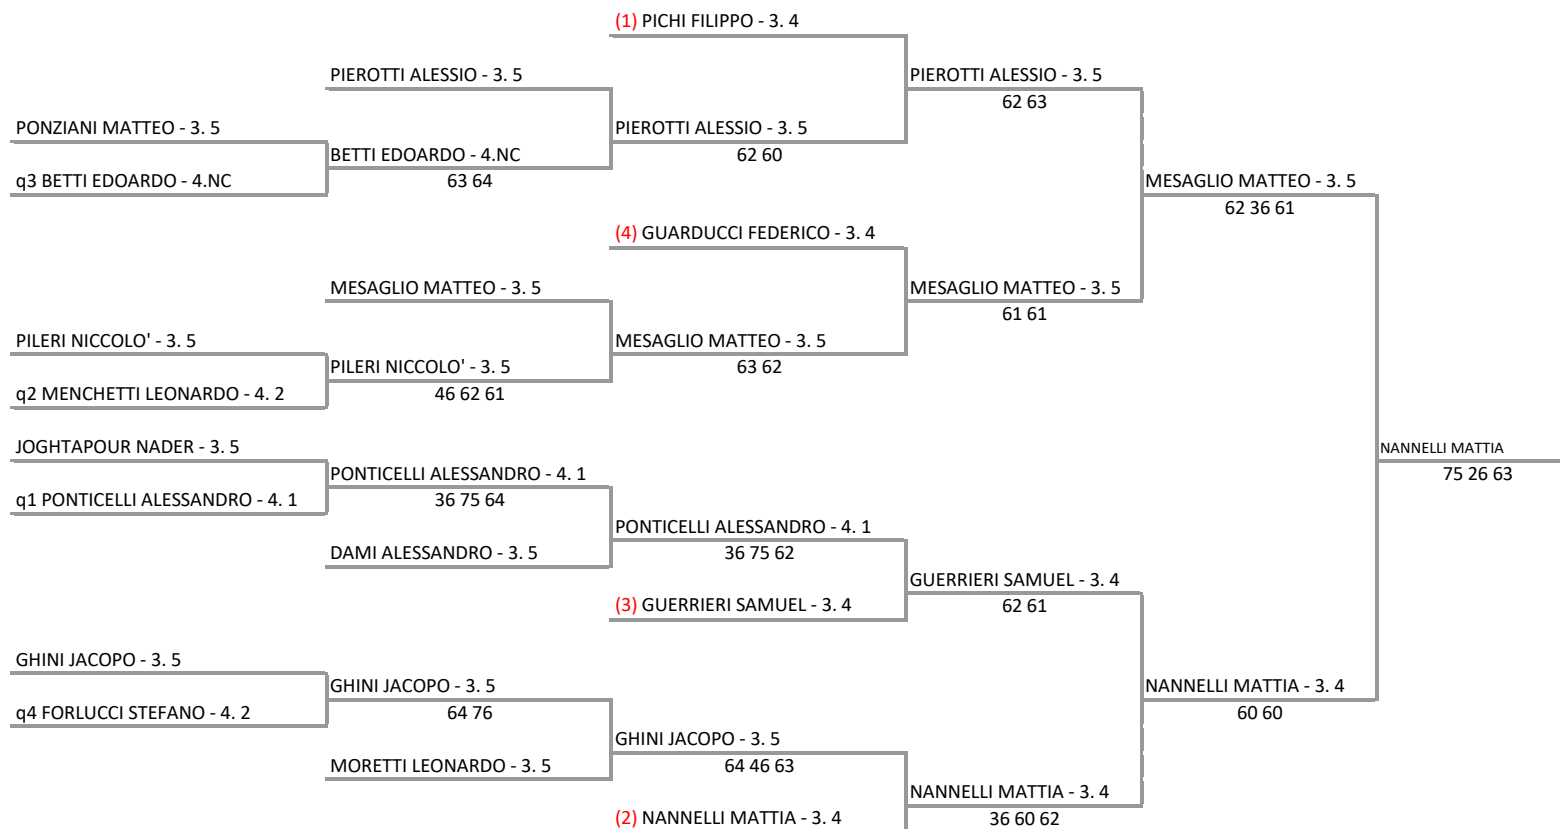 (1) PICHI FILIPPO - 3. 4
PIEROTTI ALESSIO - 3. 5
PIEROTTI ALESSIO - 3. 5
62 63
PONZIANI MATTEO - 3. 5
PIEROTTI ALESSIO - 3. 5
62 60
BETTI EDOARDO - 4.NC
63 64
q3 BETTI EDOARDO - 4.NC
MESAGLIO MATTEO - 3. 5
62 36 61
(4) GUARDUCCI FEDERICO - 3. 4
MESAGLIO MATTEO - 3. 5
MESAGLIO MATTEO - 3. 5
61 61
PILERI NICCOLO' - 3. 5
MESAGLIO MATTEO - 3. 5
63 62
PILERI NICCOLO' - 3. 5
46 62 61
q2 MENCHETTI LEONARDO - 4. 2
JOGHTAPOUR NADER - 3. 5
NANNELLI MATTIA
75 26 63
PONTICELLI ALESSANDRO - 4. 1
36 75 64
q1 PONTICELLI ALESSANDRO - 4. 1
PONTICELLI ALESSANDRO - 4. 1
36 75 62
DAMI ALESSANDRO - 3. 5
GUERRIERI SAMUEL - 3. 4
62 61
(3) GUERRIERI SAMUEL - 3. 4
GHINI JACOPO - 3. 5
GHINI JACOPO - 3. 5
64 76
NANNELLI MATTIA - 3. 4
60 60
q4 FORLUCCI STEFANO - 4. 2
GHINI JACOPO - 3. 5
64 46 63
MORETTI LEONARDO - 3. 5
NANNELLI MATTIA - 3. 4
36 60 62
(2) NANNELLI MATTIA - 3. 4